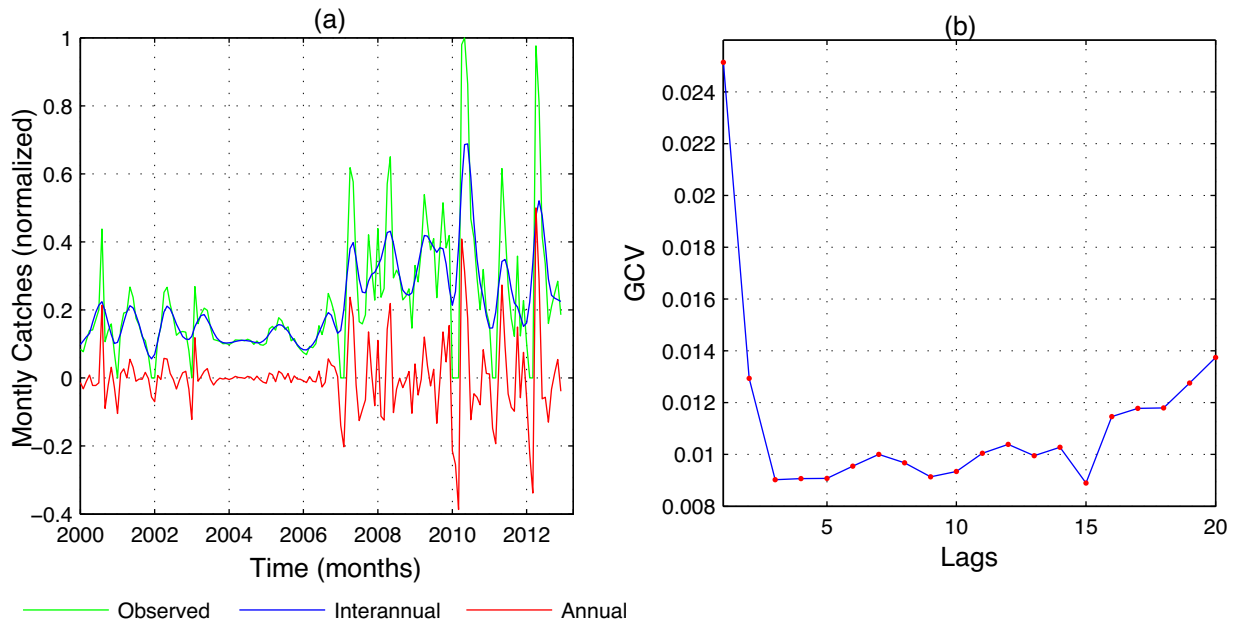 (a)
Montly Catches (normalized)
1
0.8
0.6
0.4
0.2
0
−0.2
−0.4
2000 2002 2004 2006 2008 2010 2012
Time (months)
Observed Interannual Annual
(b)
GCV
0.024
0.022
0.02
0.018
0.016
0.014
0.012
0.01
0.008
5 10 15 20
Lags